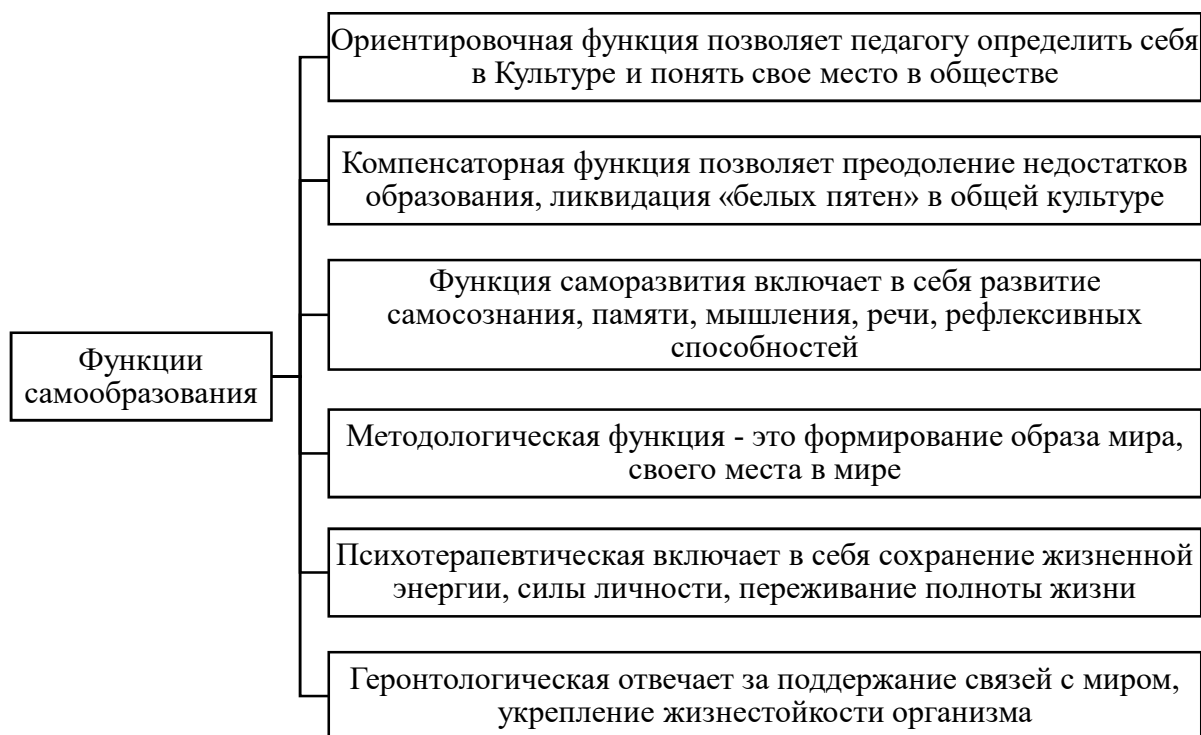 Ориентировочная функция позволяет педагогу определить себя
в Культуре и понять свое место в обществе
Компенсаторная функция позволяет преодоление недостатков
образования, ликвидация «белых пятен» в общей культуре
Функция саморазвития включает в себя развитие
самосознания, памяти, мышления, речи, рефлексивных
способностей
Функции
самообразования
Методологическая функция - это формирование образа мира,
своего места в мире
Психотерапевтическая включает в себя сохранение жизненной
энергии, силы личности, переживание полноты жизни
Геронтологическая отвечает за поддержание связей с миром,
укрепление жизнестойкости организма